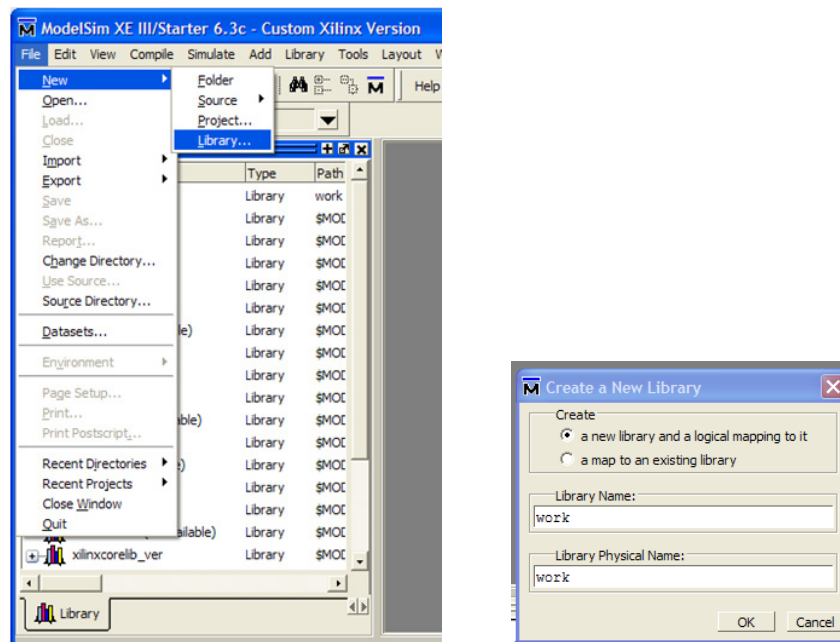 ModelSim XE III/Starter 6.3c - Custom Xilinx Version
File Edit View Compile Simulate Add Library Tools Layout
New
Folder
Help
Open...
Source
Load...
Project...
Close
Library...
Import
Type Path
Export
Library work
Save
Save As...
Library $MOD
Report...
Library $MOD
Change Directory...
Library $MOD
Use Source...
Library $MOD
Source Directory...
Library $MOD
Datasets...
Library $MOD
Library $MOD
Environment
Library $MOD
Page Setup...
Library $MOD
Print...
Library $MOD
Print Postscript...
Library $MOD
Recent Directories
Library $MOD
Recent Projects
Library $MOD
Close Window
Library $MOD
Quit
Library $MOD
xilinxcorelib_ver Library $MOD
Library
Create a New Library
Create
a new library and a logical mapping to it
a map to an existing library
Library Name:
work
Library Physical Name:
work
OK Cancel